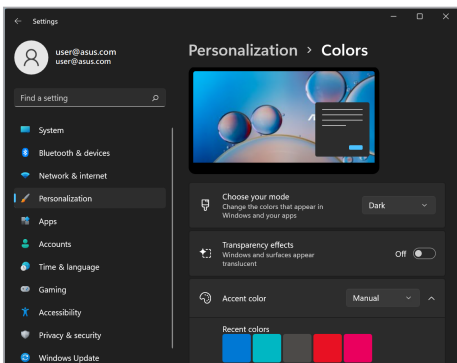 Settings
user@asus.com
user@asus.com
Find a setting
System
Bluetooth & devices
Network & internet
Personalization
Apps
Accounts
Time & language
Gaming
Accessibility
Privacy & security
Windows Update
Personalization > Colors
Choose your mode
Change the colors that appear in
Windows and your apps
Dark
Transparency effects
Windows and surfaces appear
translucent
Off
Accent color
Manual
Recent colors